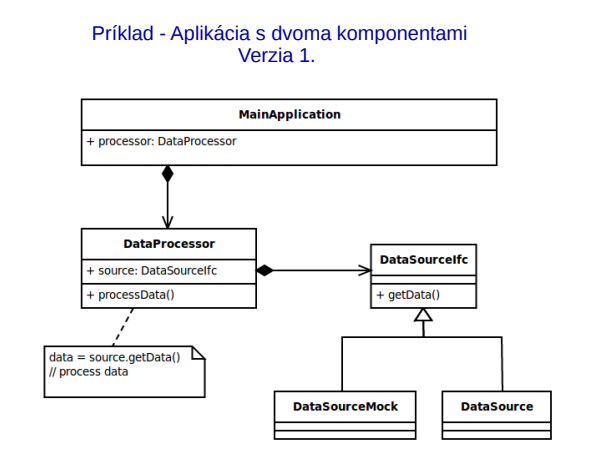 Príklad - Aplikácia s dvoma komponentami
Verzia 1.
MainApplication
+ processor: DataProcessor
DataProcessor
+ source: DataSourceIfc
+ processData()
DataSourceIfc
+ getData()
data = source.getData()
// process data
DataSourceMock
DataSource